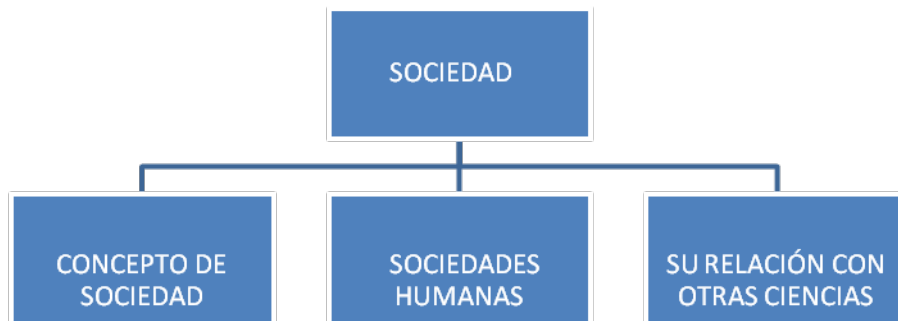 SOCIEDAD
CONCEPTO DE
SOCIEDAD
SOCIEDADES
HUMANAS
SU RELACIÓN CON
OTRAS CIENCIAS